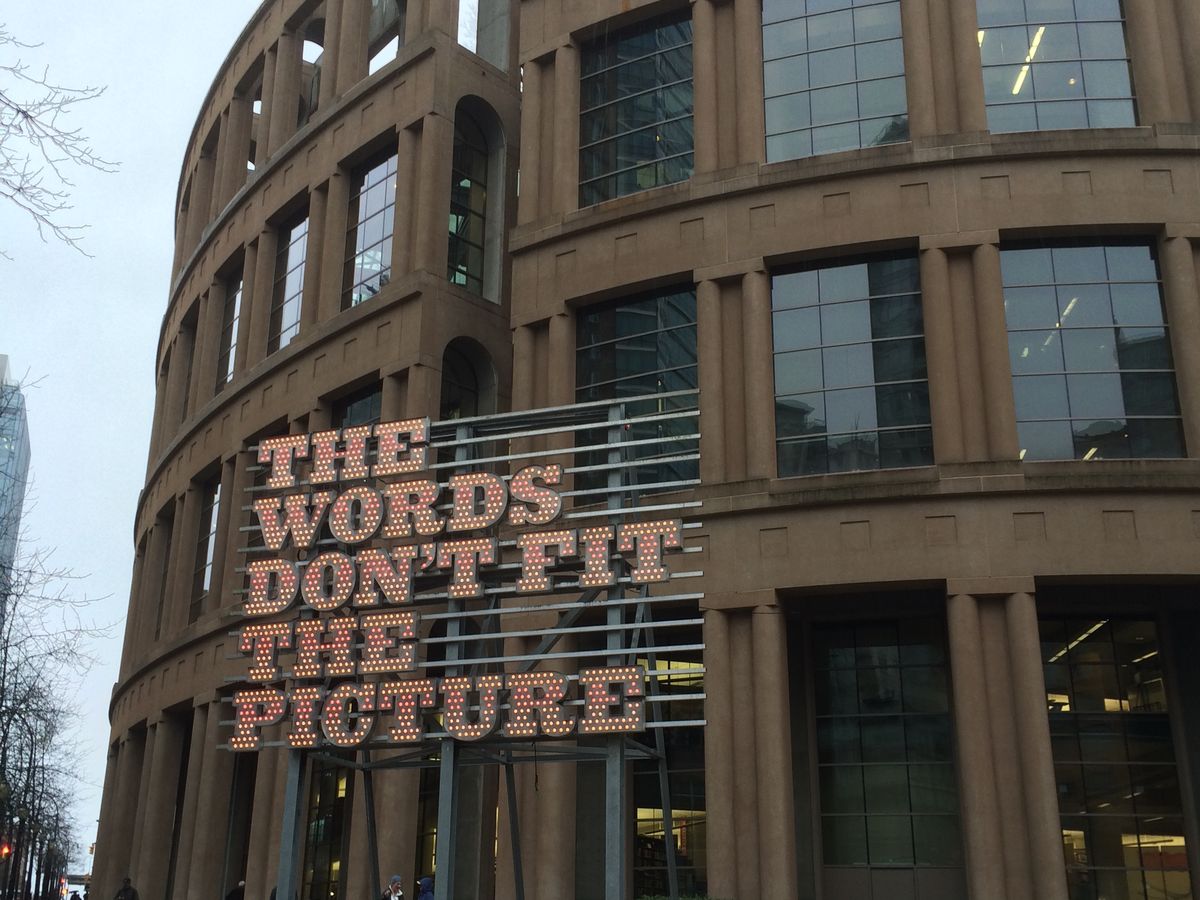 THE
WORDS
DON'T FIT
THE
PICTURE